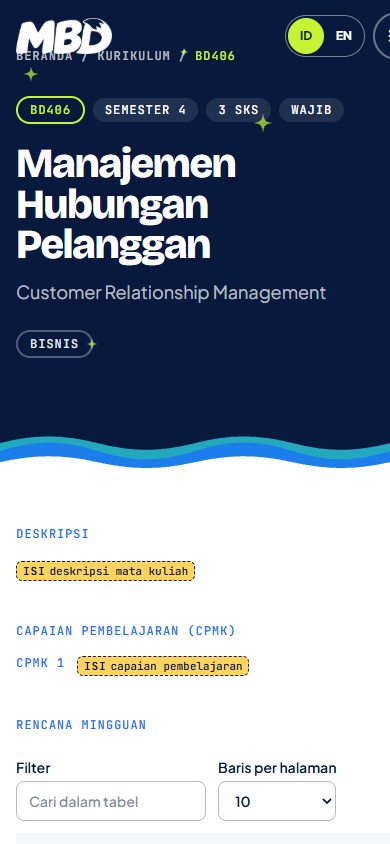 MBD
ID EN
BERANDA / KURIKULUM / BD406
BD406 SEMESTER 4 3 SKS WAJIB
Manajemen
Hubungan
Pelanggan
Customer Relationship Management
BISNIS
DESKRIPSI
ISI deskripsi mata kuliah
CAPAIAN PEMBELAJARAN (CPMK)
CPMK 1 ISI capaian pembelajaran
RENCANA MINGGUAN
Filter Baris per halaman
Cari dalam tabel 10